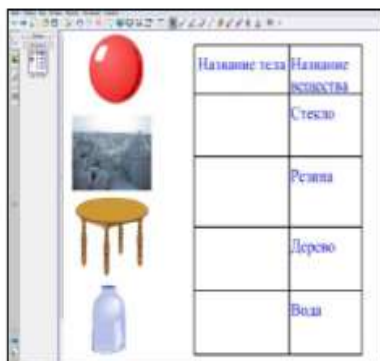 Название тела Название
вещества
Стекло
Резина
Дерево
Вода